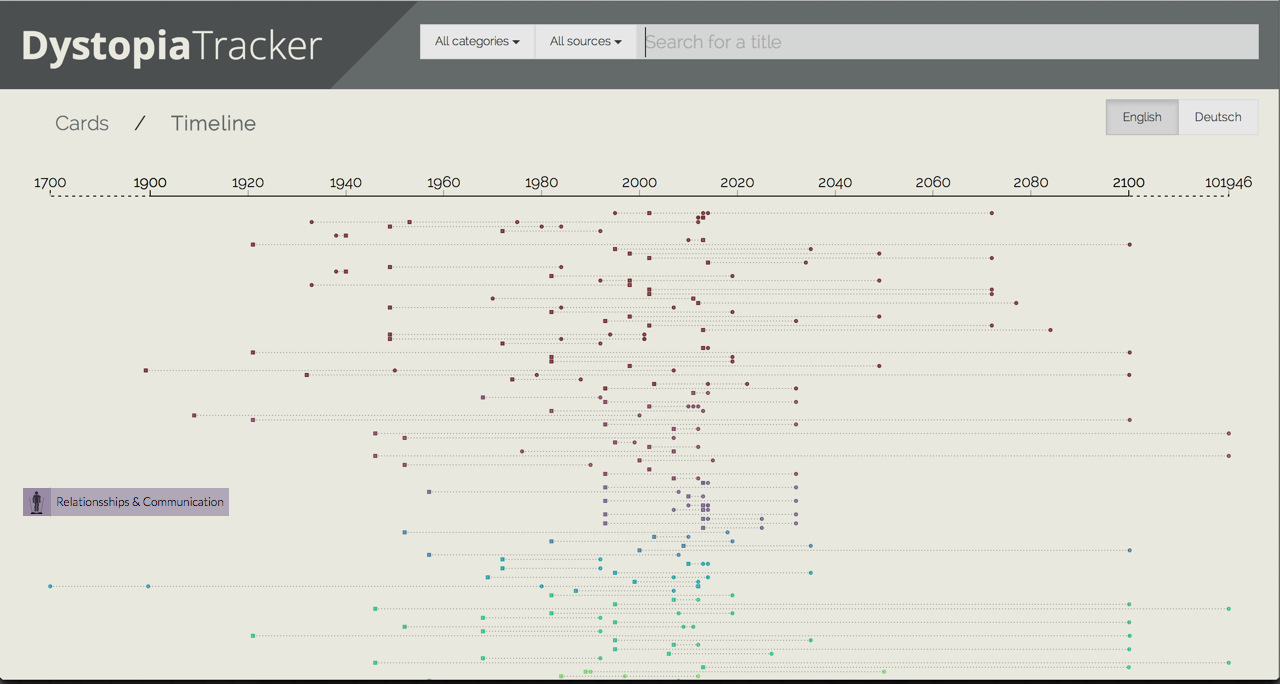 DystopiaTracker
All categories All sources Search for a title
Cards / Timeline
English Deutsch
1700 1900 1920 1940 1960 1980 2000 2020 2040 2060 2080 2100 101946
Relationsships & Communication